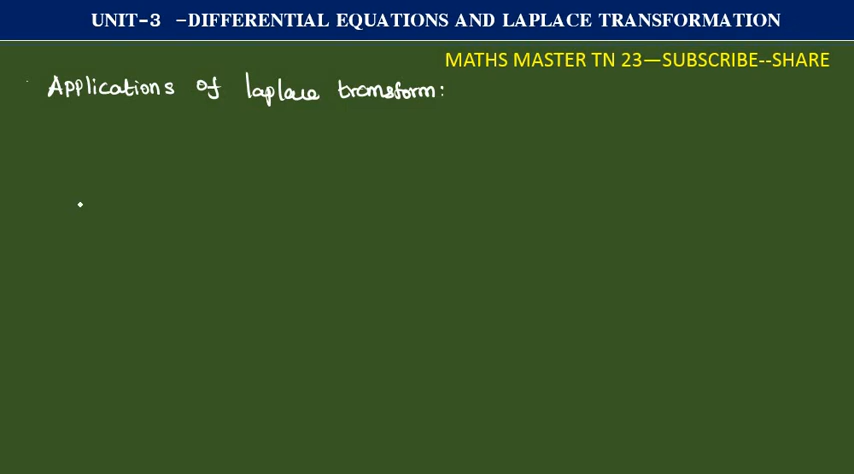 UNIT-3 –DIFFERENTIAL EQUATIONS AND LAPLACE TRANSFORMATION
MATHS MASTER TN 23—SUBSCRIBE--SHARE
Applications of laplace transform: